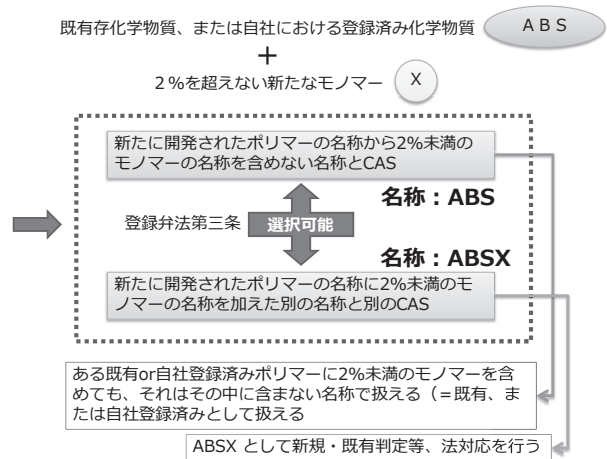 既有存化学物質、または自社における登録済み化学物質 ABS
＋
2％を超えない新たなモノマー X
新たに開発されたポリマーの名称から2%未満の
モノマーの名称を含めない名称とCAS
名称：ABS
登録弁法第三条 選択可能
名称：ABSX
新たに開発されたポリマーの名称に2%未満のモ
ノマーの名称を加えた別の名称と別のCAS
ある既有or自社登録済みポリマーに2%未満のモノマーを含
めても、それはその中に含まない名称で扱える（＝既有、ま
たは自社登録済みとして扱える
ABSX として新規・既有判定等、法対応を行う